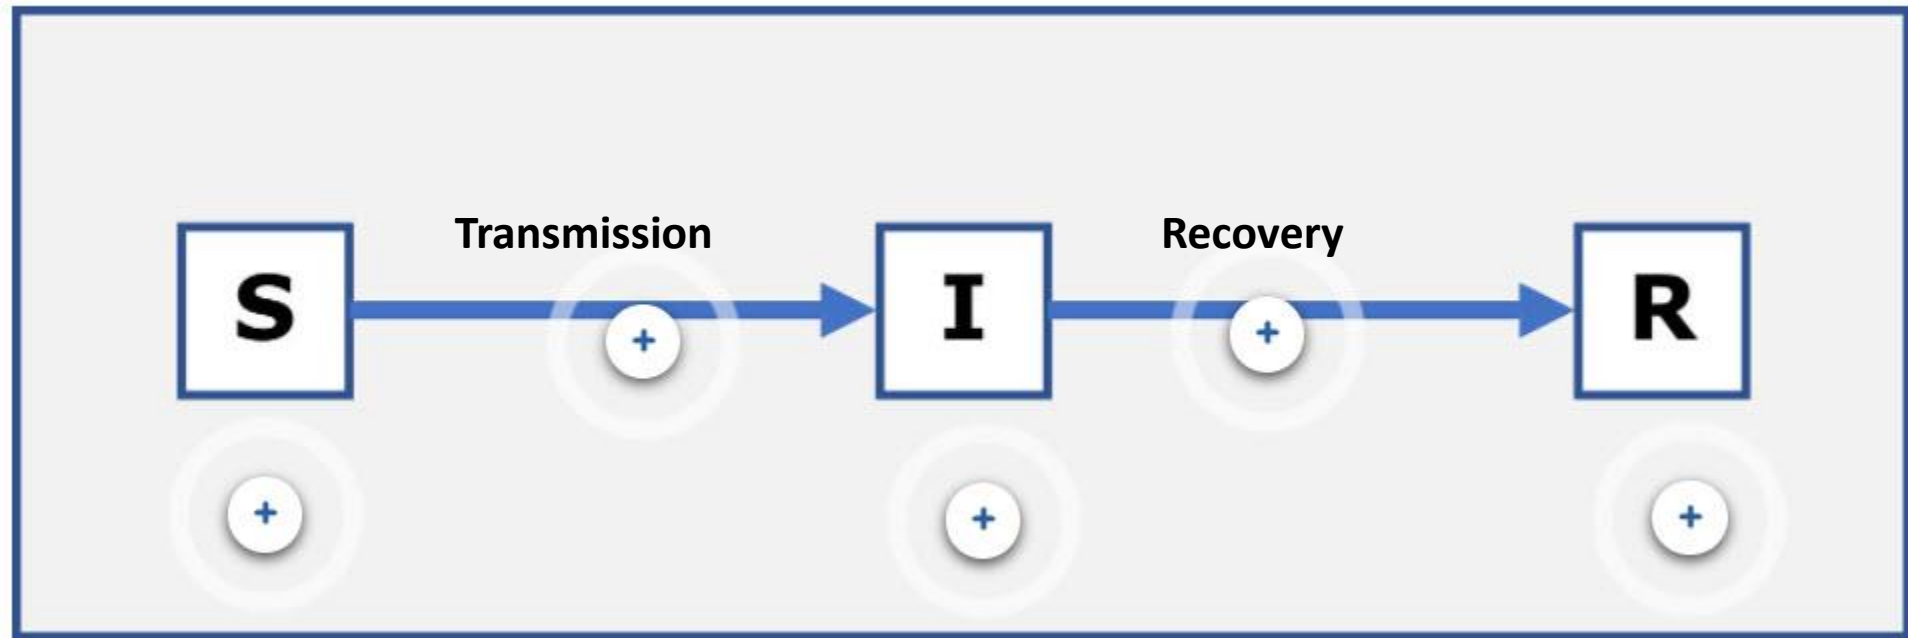 Transmission
Recovery
S
I
R
+
+
+
+
+